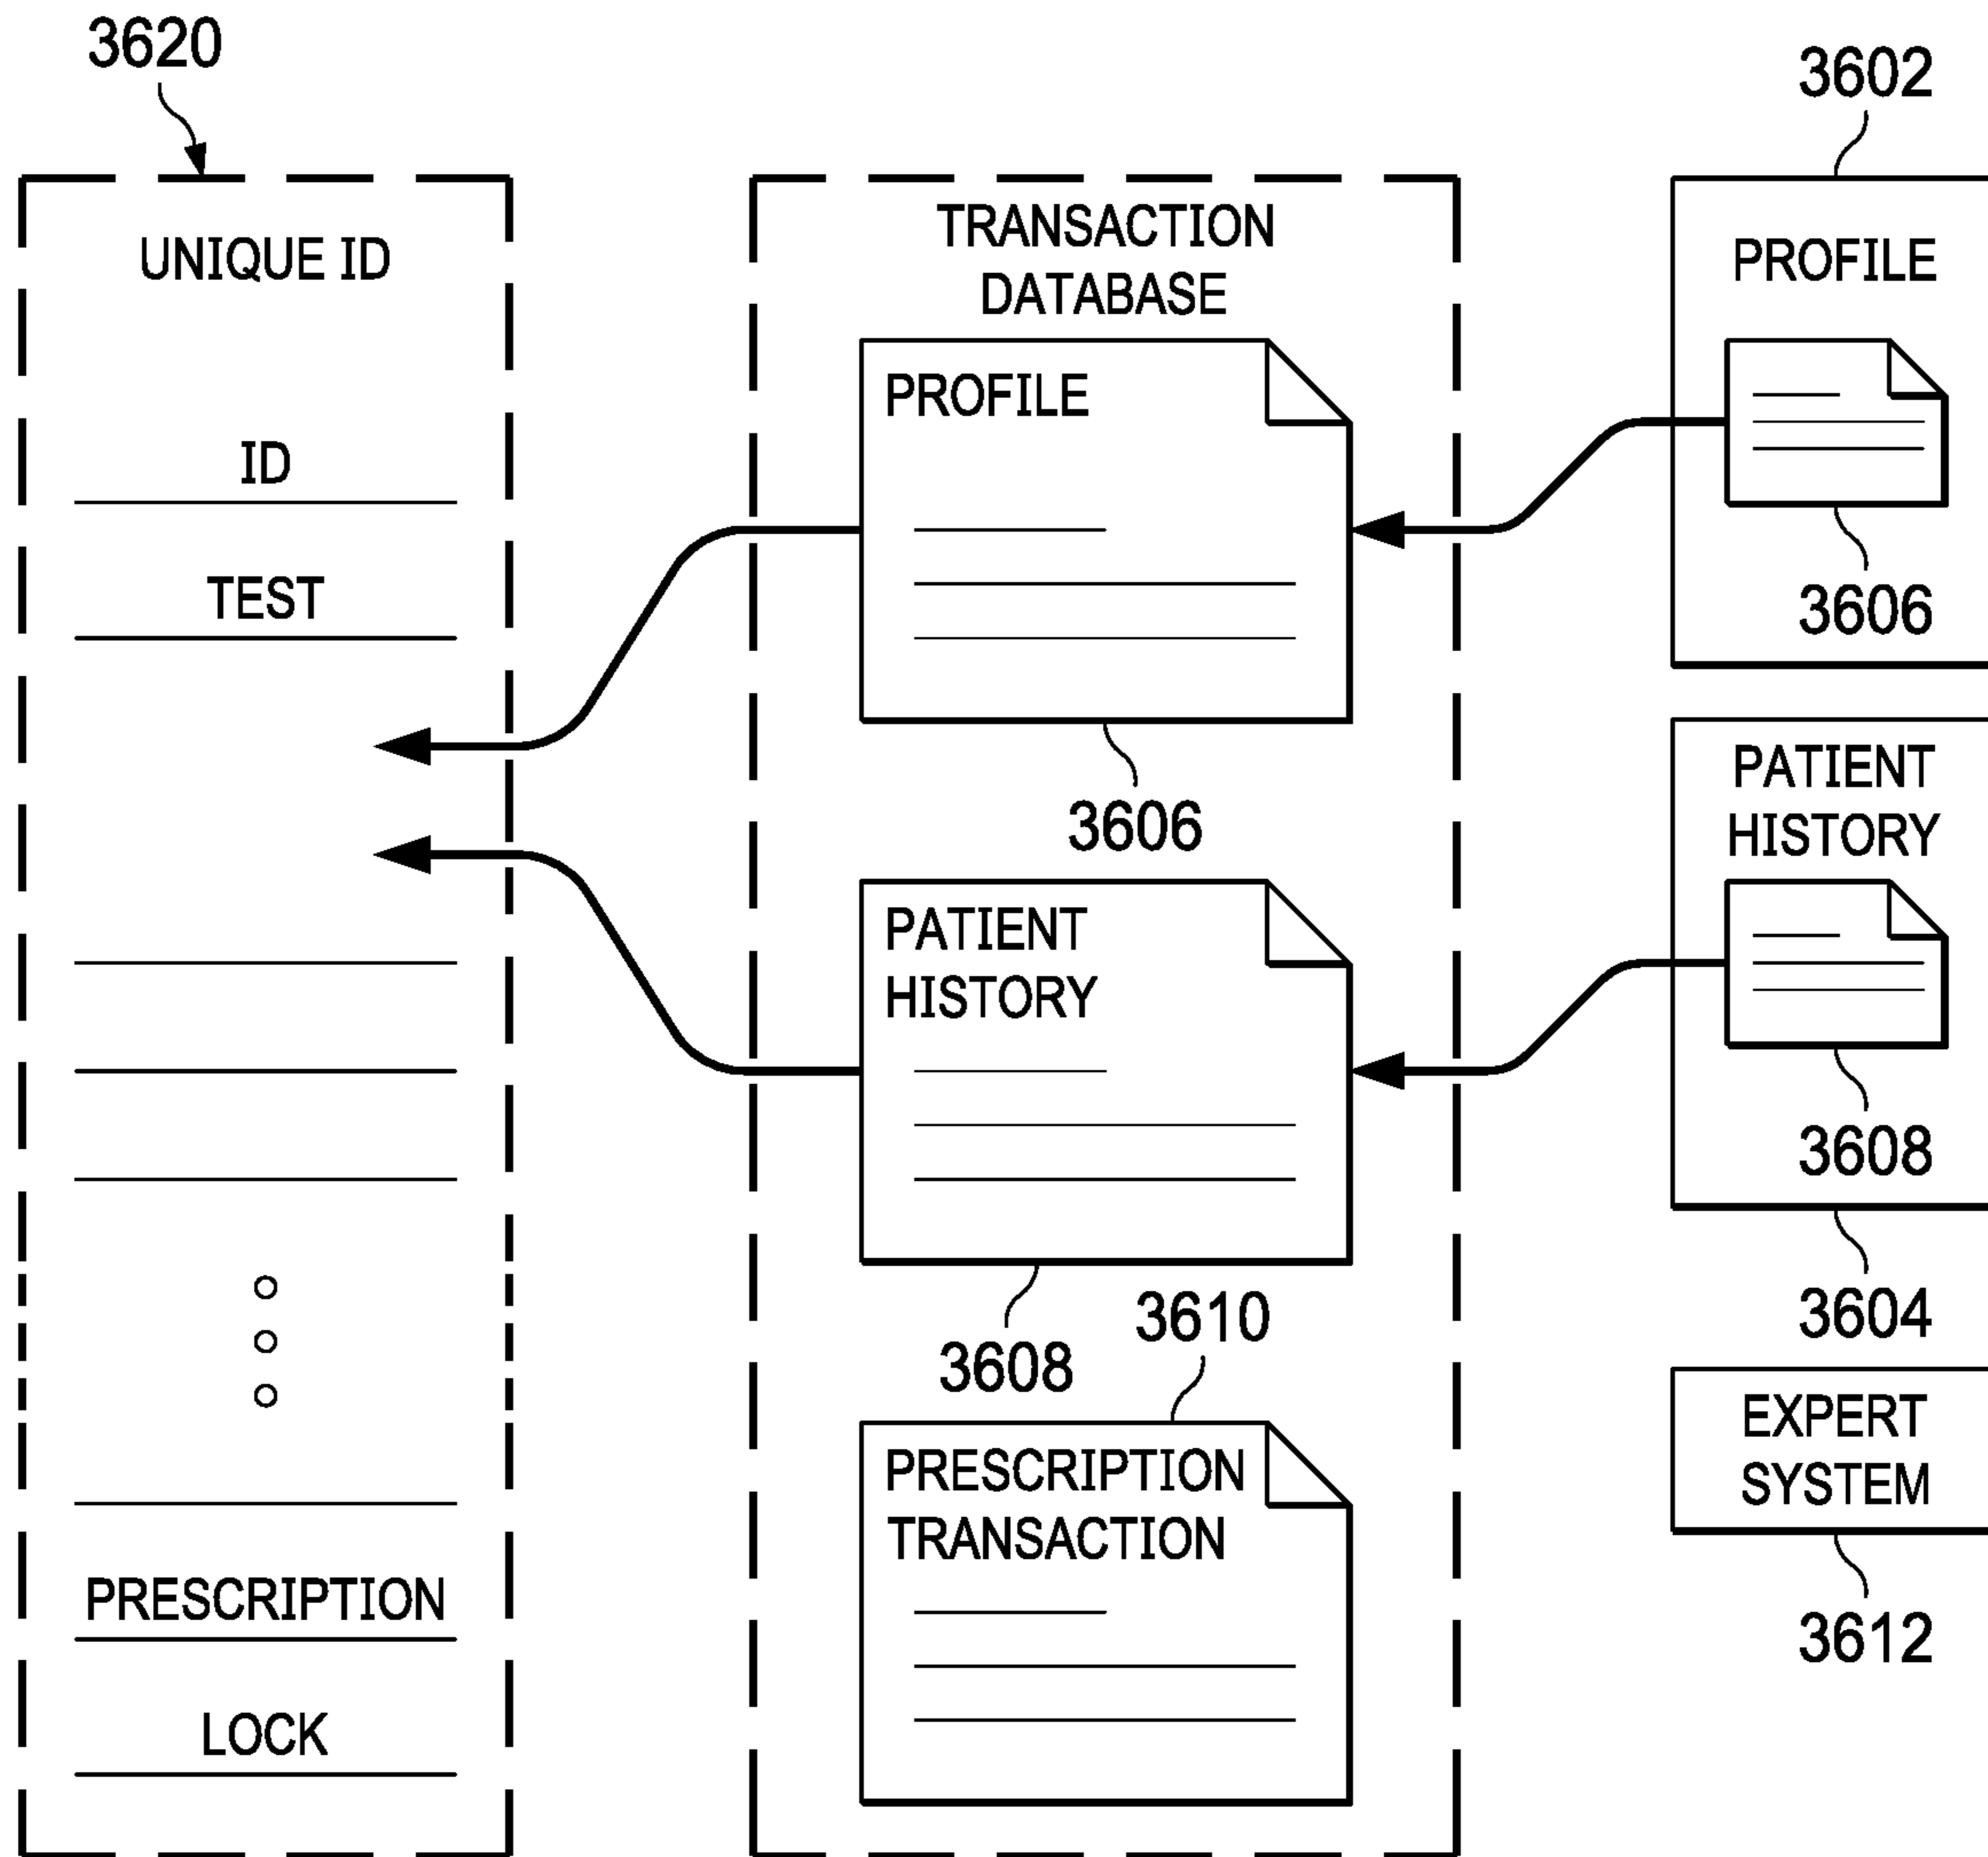 3620
UNIQUE ID
ID
TEST
PRESCRIPTION
LOCK
TRANSACTION
DATABASE
PROFILE
3606
PATIENT
HISTORY
3608
3610
PRESCRIPTION
TRANSACTION
3602
PROFILE
3606
PATIENT
HISTORY
3608
3604
EXPERT
SYSTEM
3612